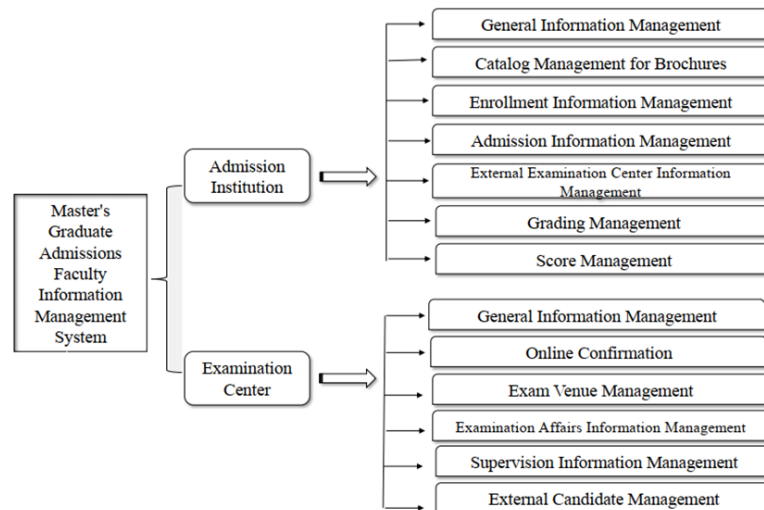 Master's
Graduate
Admissions
Faculty
Information
Management
System
Admission
Institution
General Information Management
Catalog Management for Brochures
Enrollment Information Management
Admission Information Management
External Examination Center Information
Management
Grading Management
Score Management
Examination
Center
General Information Management
Online Confirmation
Exam Venue Management
Examination Affairs Information Management
Supervision Information Management
External Candidate Management